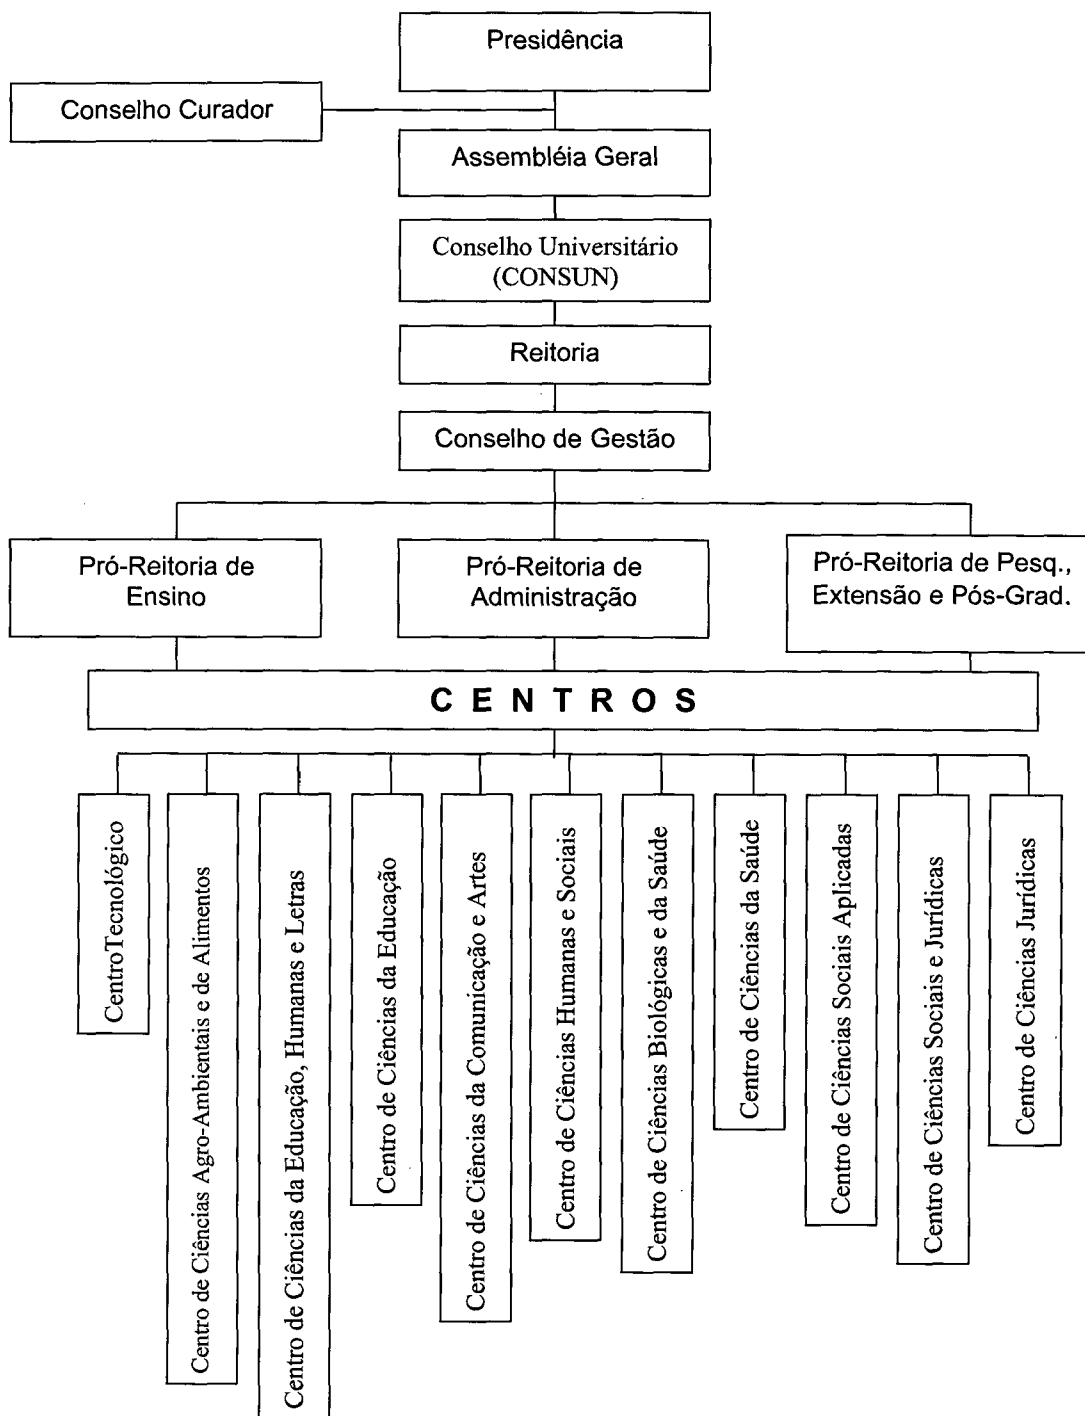 Presidência
Conselho Curador
Assembléia Geral
Conselho Universitário
(CONSUN)
Reitoria
Conselho de Gestão
Pró-Reitoria de
Ensino
Pró-Reitoria de
Administração
Pró-Reitoria de Pesq.,
Extensão e Pós-Grad.
C E N T R O S
CentroTecnológico
Centro de Ciências Agro-Ambientais e de Alimentos
Centro de Ciências da Educação, Humanas e Letras
Centro de Ciências da Educação
Centro de Ciências da Comunicação e Artes
Centro de Ciências Humanas e Sociais
Centro de Ciências Biológicas e da Saúde
Centro de Ciências da Saúde
Centro de Ciências Sociais Aplicadas
Centro de Ciências Sociais e Jurídicas
Centro de Ciências Jurídicas